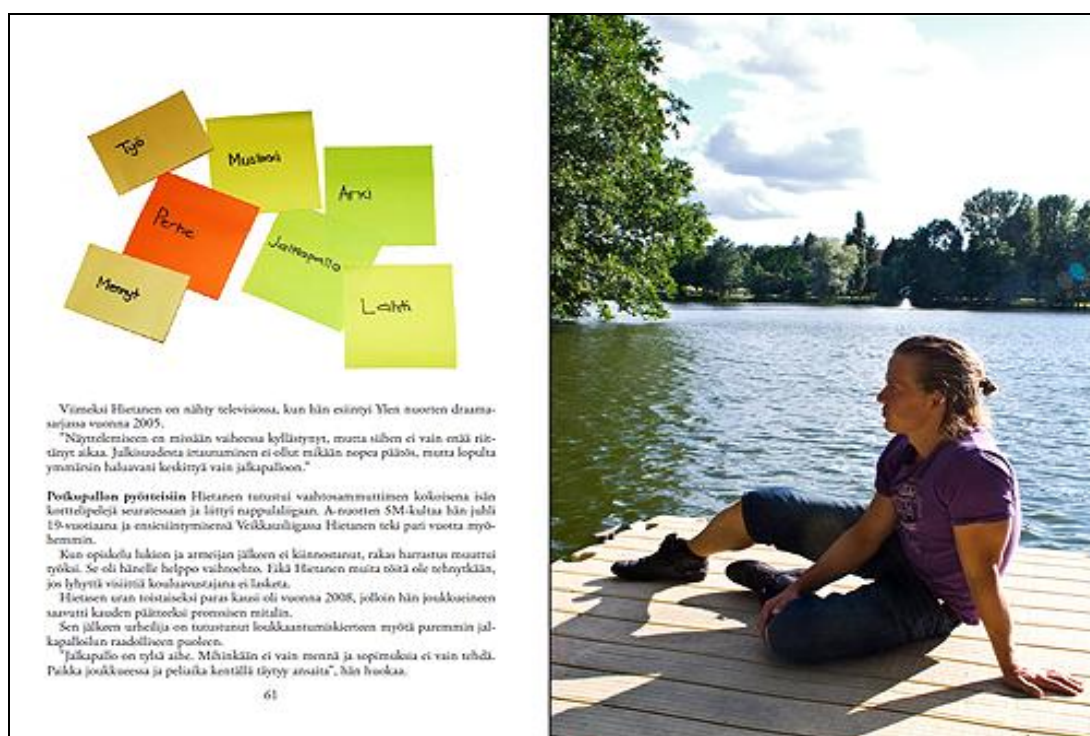 Työ
Musiikki
Arki
Perhe
Jalkapallo
Mennyt
Lahti
Viimeksi Hietanen on nähty televisiossa, kun hän esiintyi Ylen nuorten draama-
sarjassa vuonna 2005.
"Näyttelemiseen en missään vaiheessa kyllästynyt, mutta siihen ei vain enää riit-
tänyt aikaa. Julkisuudesta irtautuminen ei ollut mikään nopea päätös, mutta lopulta
ymmärsin haluavani keskittyä vain jalkapalloon."
Potkupallon pyörteisiin Hietanen tutustui vaahtosammuttimen kokoisena isän
korttelipelejä seuratessaan ja liittyi nappulaliigaan. A-nuorten SM-kultaa hän juhli
19-vuotiaana ja ensiesiintymisensä Veikkausliigassa Hietanen teki pari vuotta myö-
hemmin.
Kun opiskelu lukion ja armeijan jälkeen ei kiinnostanut, rakas harrastus muuttui
työksi. Se oli hänelle helppo vaihtoehto. Eikä Hietanen muita töitä ole tehnytkään,
jos lyhyttä visiittiä kouluavustajana ei lasketa.
Hietasen uran toistaiseksi paras kausi oli vuonna 2008, jolloin hän joukkueineen
saavutti kauden päätteeksi pronssisen mitalin.
Sen jälkeen urheilija on tutustunut loukkaantumiskierteen myötä paremmin jal-
kapalloilun raadolliseen puoleen.
"Jalkapallo on tylsä aihe. Mihinkään ei vain mennä ja sopimuksia ei vain tehdä.
Paikka joukkueessa ja peliaika kentällä täytyy ansaita", hän huokaa.
61